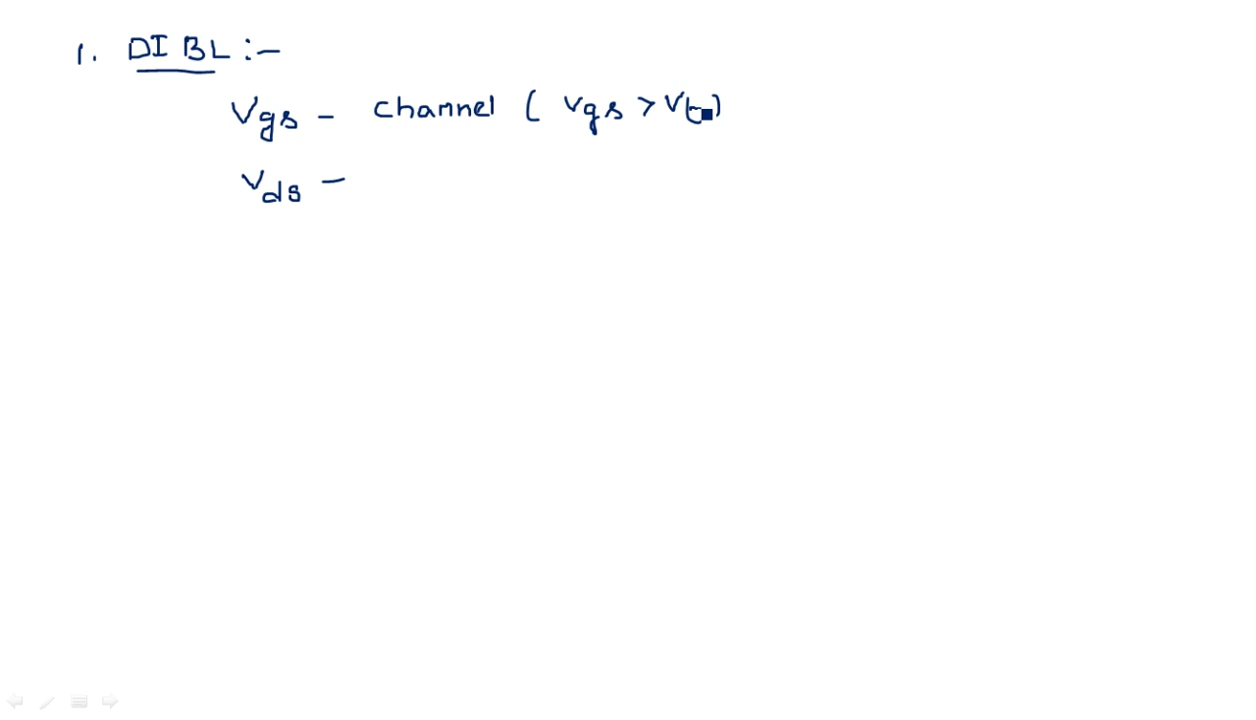 1. DIBL :-
Vgs - channel ( Vgs > Vt )
Vds -